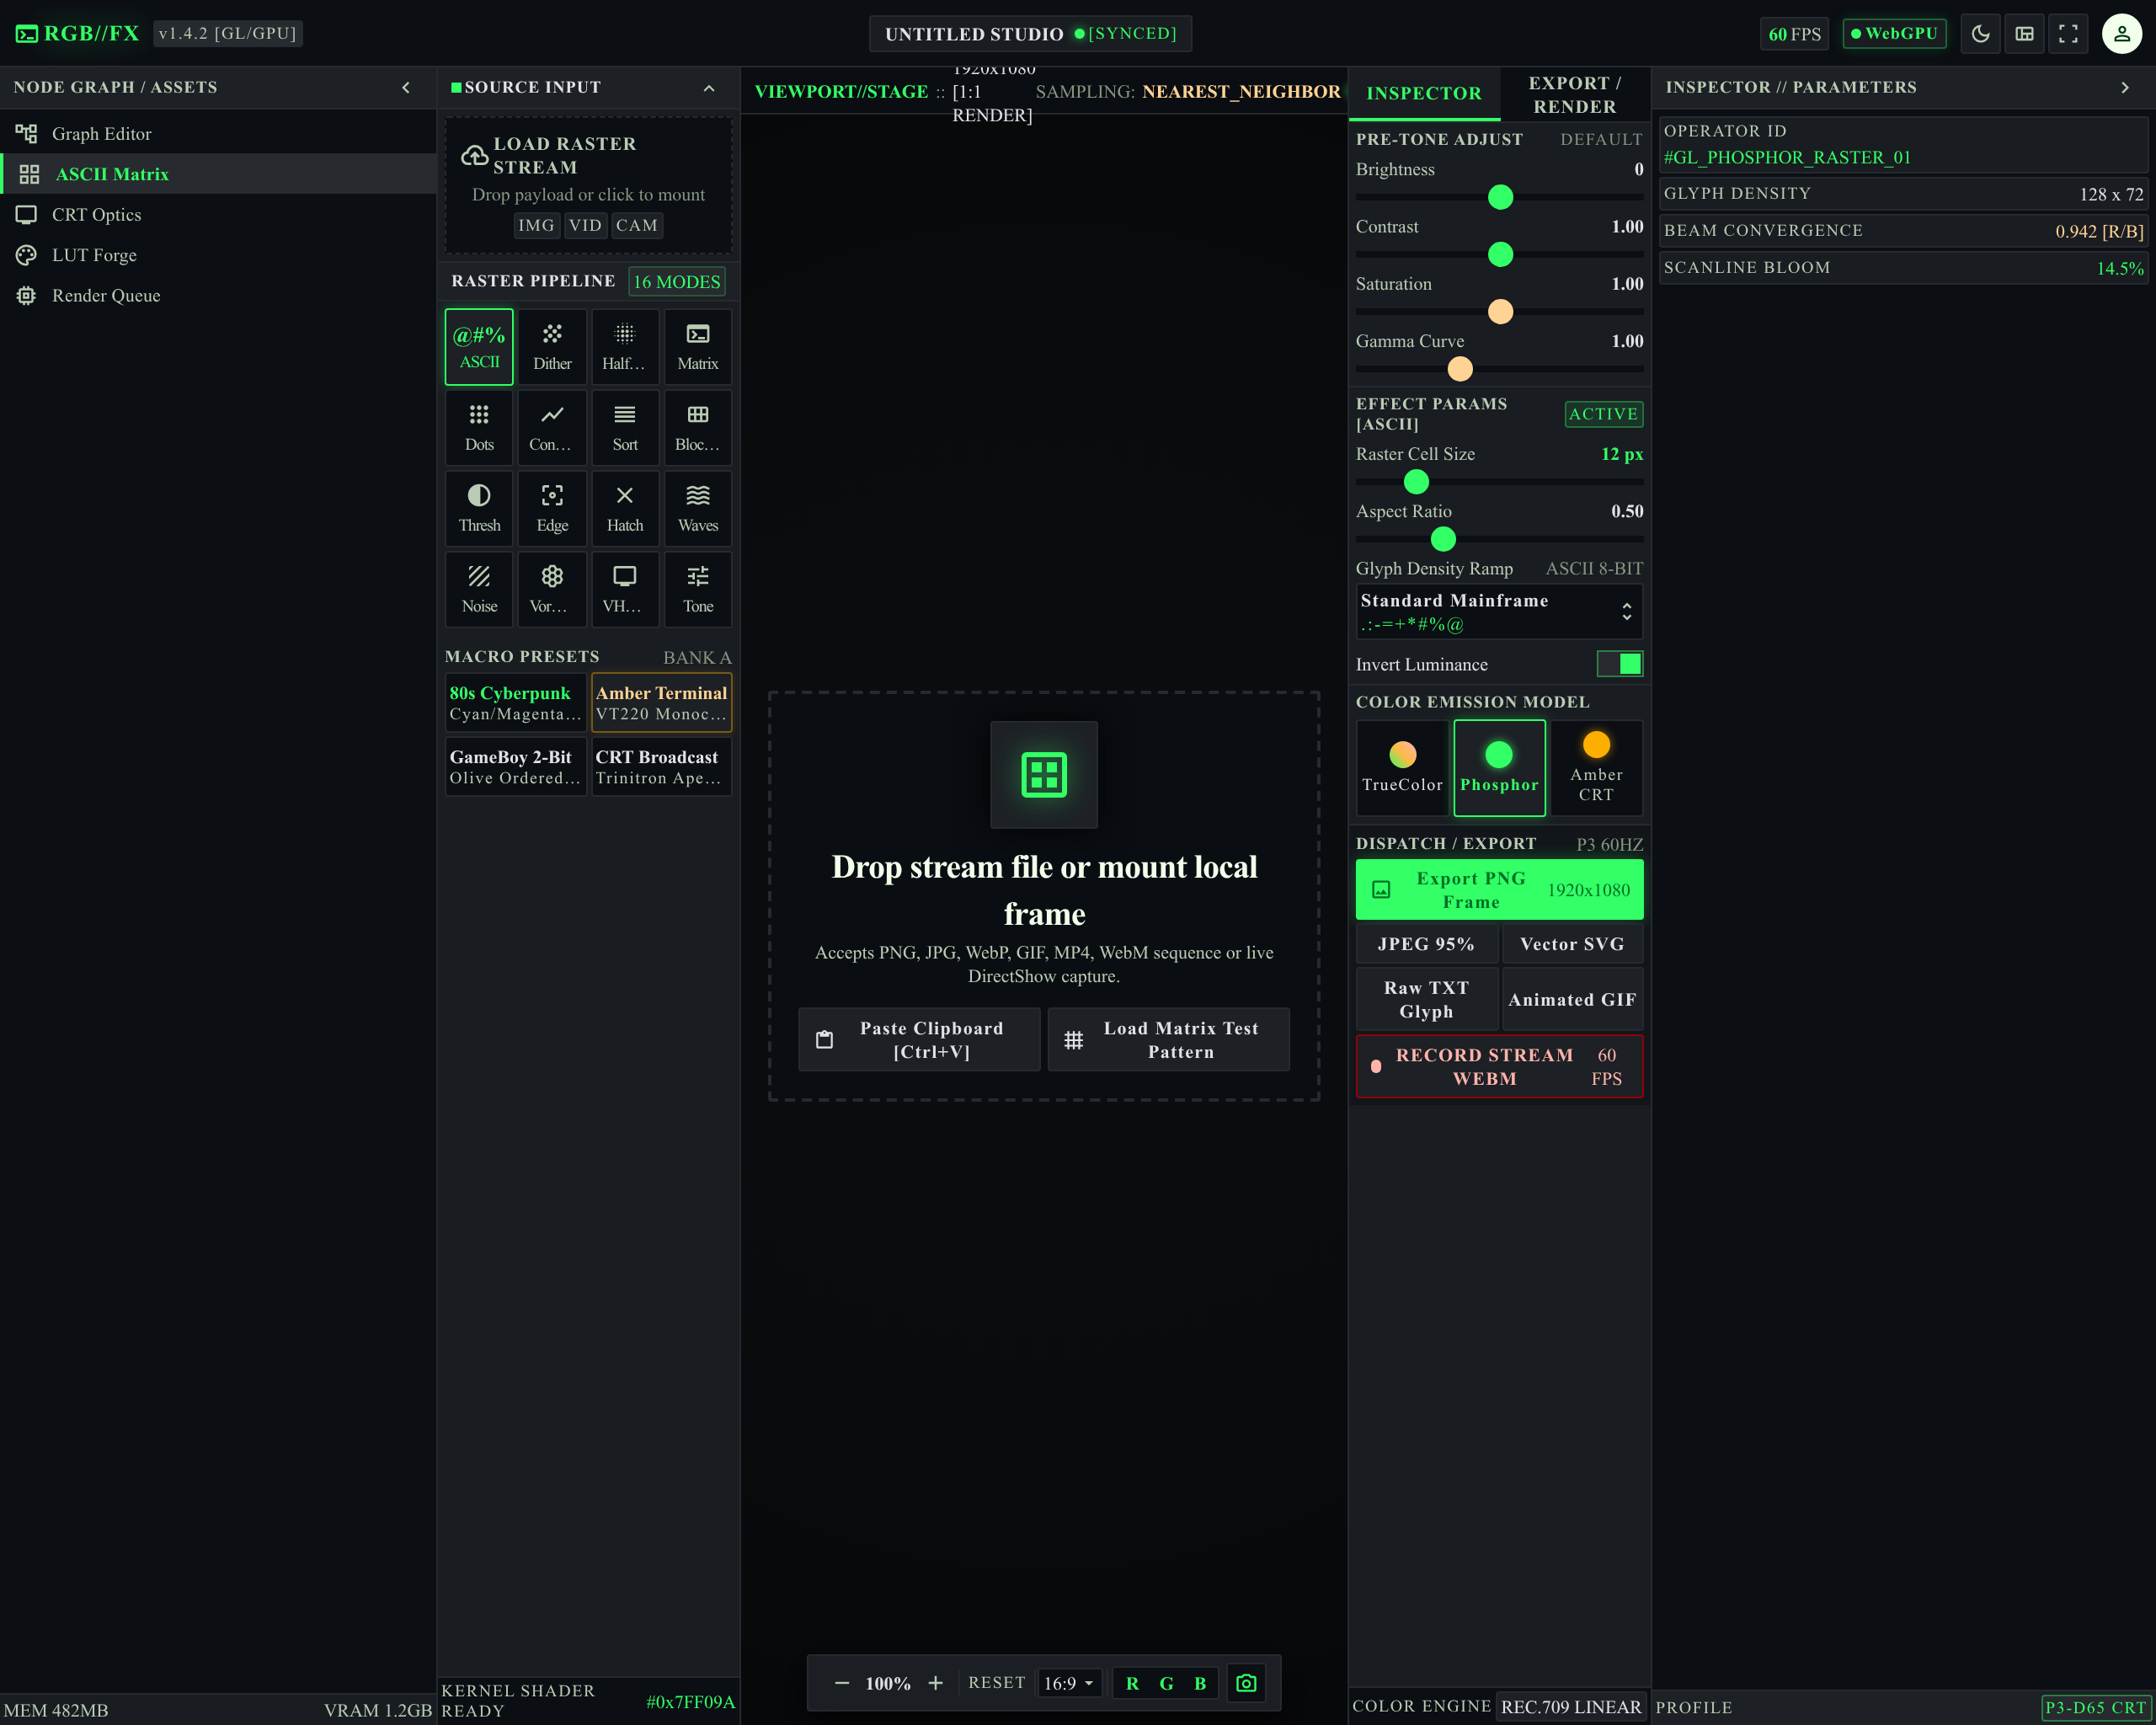 RGB//FX
v1.4.2 [GL/GPU]
UNTITLED STUDIO
[SYNCED]
60 FPS
WebGPU
NODE GRAPH / ASSETS
Graph Editor
ASCII Matrix
CRT Optics
LUT Forge
Render Queue
MEM 482MB
VRAM 1.2GB
SOURCE INPUT
LOAD RASTER
STREAM
Drop payload or click to mount
IMG
VID
CAM
RASTER PIPELINE
16 MODES
@#%
ASCII
Dither
Half…
Matrix
Dots
Con…
Sort
Bloc…
Thresh
Edge
Hatch
Waves
Noise
Vor…
VH…
Tone
MACRO PRESETS
BANK A
80s Cyberpunk
Cyan/Magenta…
Amber Terminal
VT220 Monoc…
GameBoy 2-Bit
Olive Ordered…
CRT Broadcast
Trinitron Ape…
KERNEL SHADER
READY
#0x7FF09A
VIEWPORT//STAGE
::
1920x1080
[1:1
RENDER]
SAMPLING: NEAREST_NEIGHBOR
Drop stream file or mount local
frame
Accepts PNG, JPG, WebP, GIF, MP4, WebM sequence or live
DirectShow capture.
Paste Clipboard
[Ctrl+V]
Load Matrix Test
Pattern
100%
RESET
16:9
R
G
B
INSPECTOR
EXPORT /
RENDER
PRE-TONE ADJUST
DEFAULT
Brightness
0
Contrast
1.00
Saturation
1.00
Gamma Curve
1.00
EFFECT PARAMS
[ASCII]
ACTIVE
Raster Cell Size
12 px
Aspect Ratio
0.50
Glyph Density Ramp
ASCII 8-BIT
Standard Mainframe
.:-=+*#%@
Invert Luminance
COLOR EMISSION MODEL
TrueColor
Phosphor
Amber
CRT
DISPATCH / EXPORT
P3 60HZ
Export PNG
Frame
1920x1080
JPEG 95%
Vector SVG
Raw TXT
Glyph
Animated GIF
RECORD STREAM
WEBM
60
FPS
COLOR ENGINE
REC.709 LINEAR
INSPECTOR // PARAMETERS
OPERATOR ID
#GL_PHOSPHOR_RASTER_01
GLYPH DENSITY
128 x 72
BEAM CONVERGENCE
0.942 [R/B]
SCANLINE BLOOM
14.5%
PROFILE
P3-D65 CRT